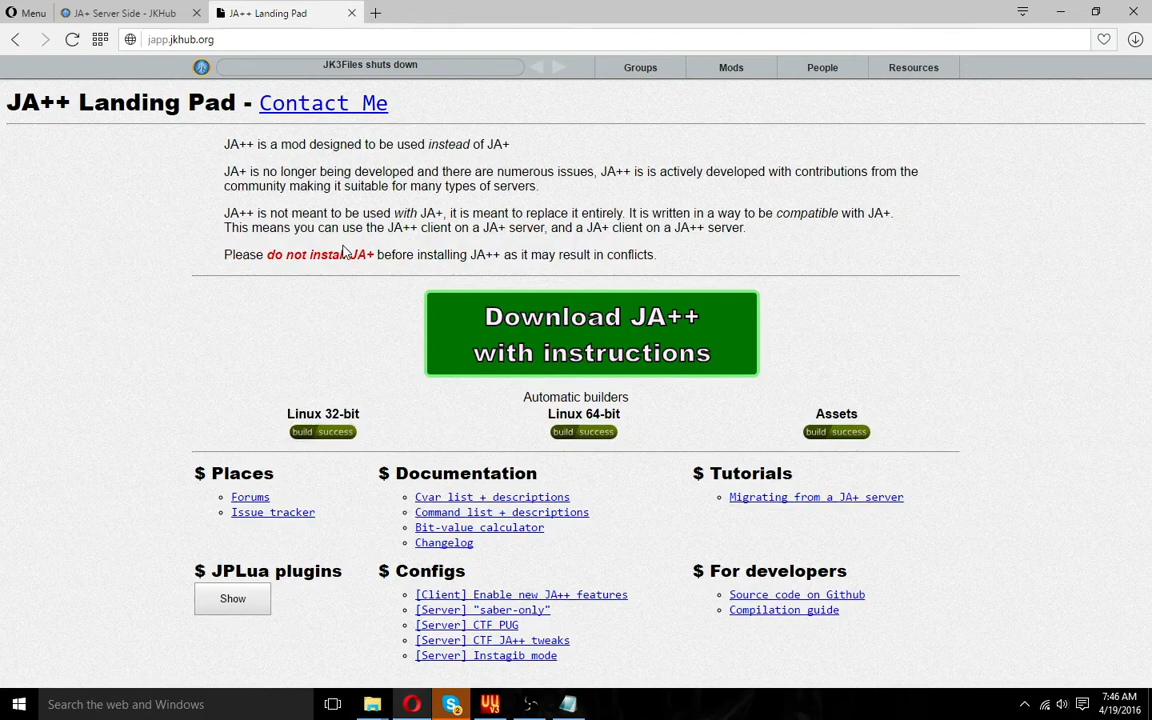 Menu
JA+ Server Side - JKHub
JA++ Landing Pad
japp.jkhub.org
JK3Files shuts down
Groups
Mods
People
Resources
JA++ Landing Pad - Contact Me
JA++ is a mod designed to be used instead of JA+
JA+ is no longer being developed and there are numerous issues, JA++ is is actively developed with contributions from the
community making it suitable for many types of servers.
JA++ is not meant to be used with JA+, it is meant to replace it entirely. It is written in a way to be compatible with JA+.
This means you can use the JA++ client on a JA+ server, and a JA+ client on a JA++ server.
Please do not install JA+ before installing JA++ as it may result in conflicts.
Download JA++
with instructions
Automatic builders
Linux 32-bit
Linux 64-bit
Assets
build success
build success
build success
$ Places
Forums
Issue tracker
$ Documentation
Cvar list + descriptions
Command list + descriptions
Bit-value calculator
Changelog
$ Tutorials
Migrating from a JA+ server
$ JPLua plugins
Show
$ Configs
[Client] Enable new JA++ features
[Server] "saber-only"
[Server] CTF PUG
[Server] CTF JA++ tweaks
[Server] Instagib mode
$ For developers
Source code on Github
Compilation guide
Search the web and Windows
2
UU
V3
7:46 AM
4/19/2016